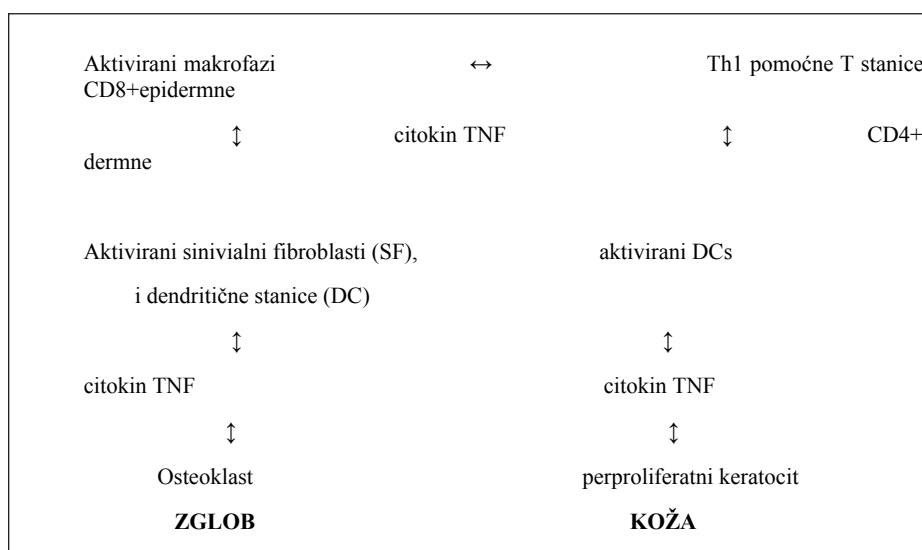 Aktivirani makrofazi ↔ Th1 pomoćne T stanice
CD8+epidermne
↕ citokin TNF ↕ CD4+
dermne
Aktivirani sinivialni fibroblasti (SF), aktivirani DCs
i dendritične stanice (DC)
↕ ↕
citokin TNF citokin TNF
↕ ↕
Osteoklast perproliferatni keratocit
ZGLOB KOŽA